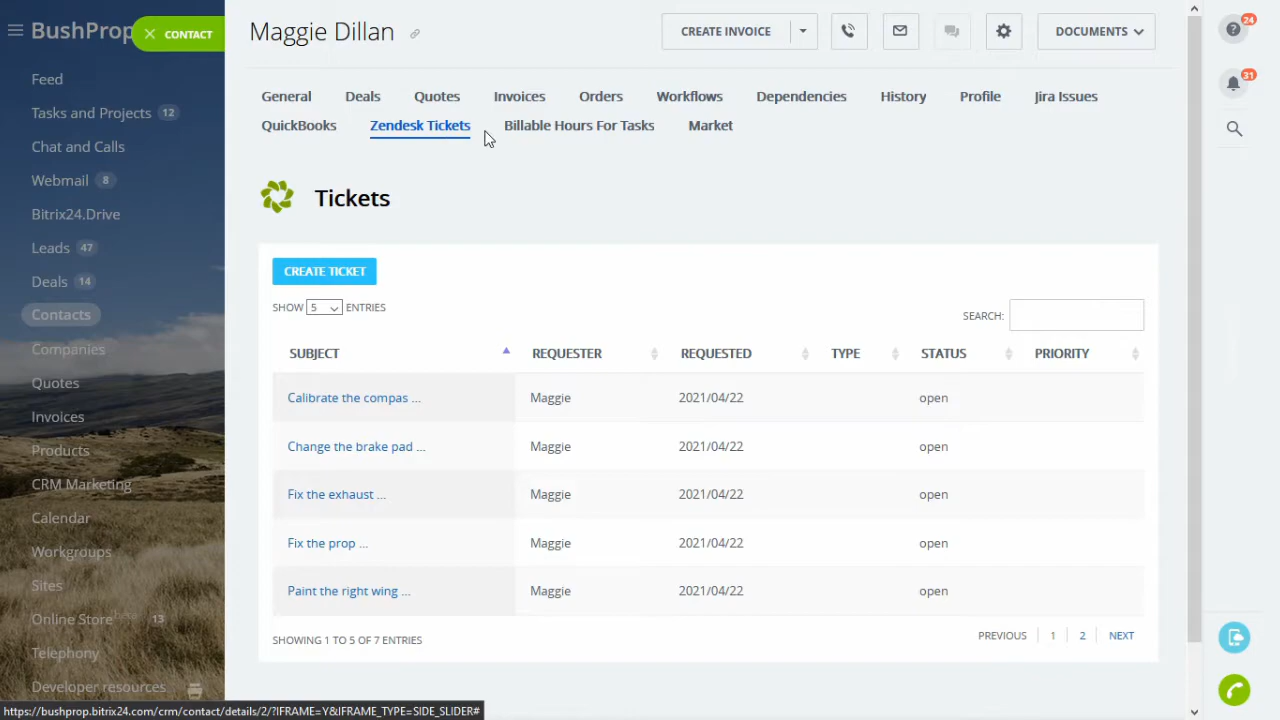 BushProp
CONTACT
Feed
Tasks and Projects 12
Chat and Calls
Webmail 8
Bitrix24.Drive
Leads 47
Deals 14
Contacts
Companies
Quotes
Invoices
Products
CRM Marketing
Calendar
Workgroups
Sites
Online Store beta 13
Telephony
Developer resources
Maggie Dillan
CREATE INVOICE
DOCUMENTS
General Deals Quotes Invoices Orders Workflows Dependencies History Profile Jira Issues
QuickBooks Zendesk Tickets Billable Hours For Tasks Market
Tickets
CREATE TICKET
SHOW 5 ENTRIES
SEARCH:
SUBJECT REQUESTER REQUESTED TYPE STATUS PRIORITY
Calibrate the compas ... Maggie 2021/04/22 open
Change the brake pad ... Maggie 2021/04/22 open
Fix the exhaust ... Maggie 2021/04/22 open
Fix the prop ... Maggie 2021/04/22 open
Paint the right wing ... Maggie 2021/04/22 open
SHOWING 1 TO 5 OF 7 ENTRIES
PREVIOUS 1 2 NEXT
24
31
https://bushprop.bitrix24.com/crm/contact/details/2/?IFRAME=Y&IFRAME_TYPE=SIDE_SLIDER#